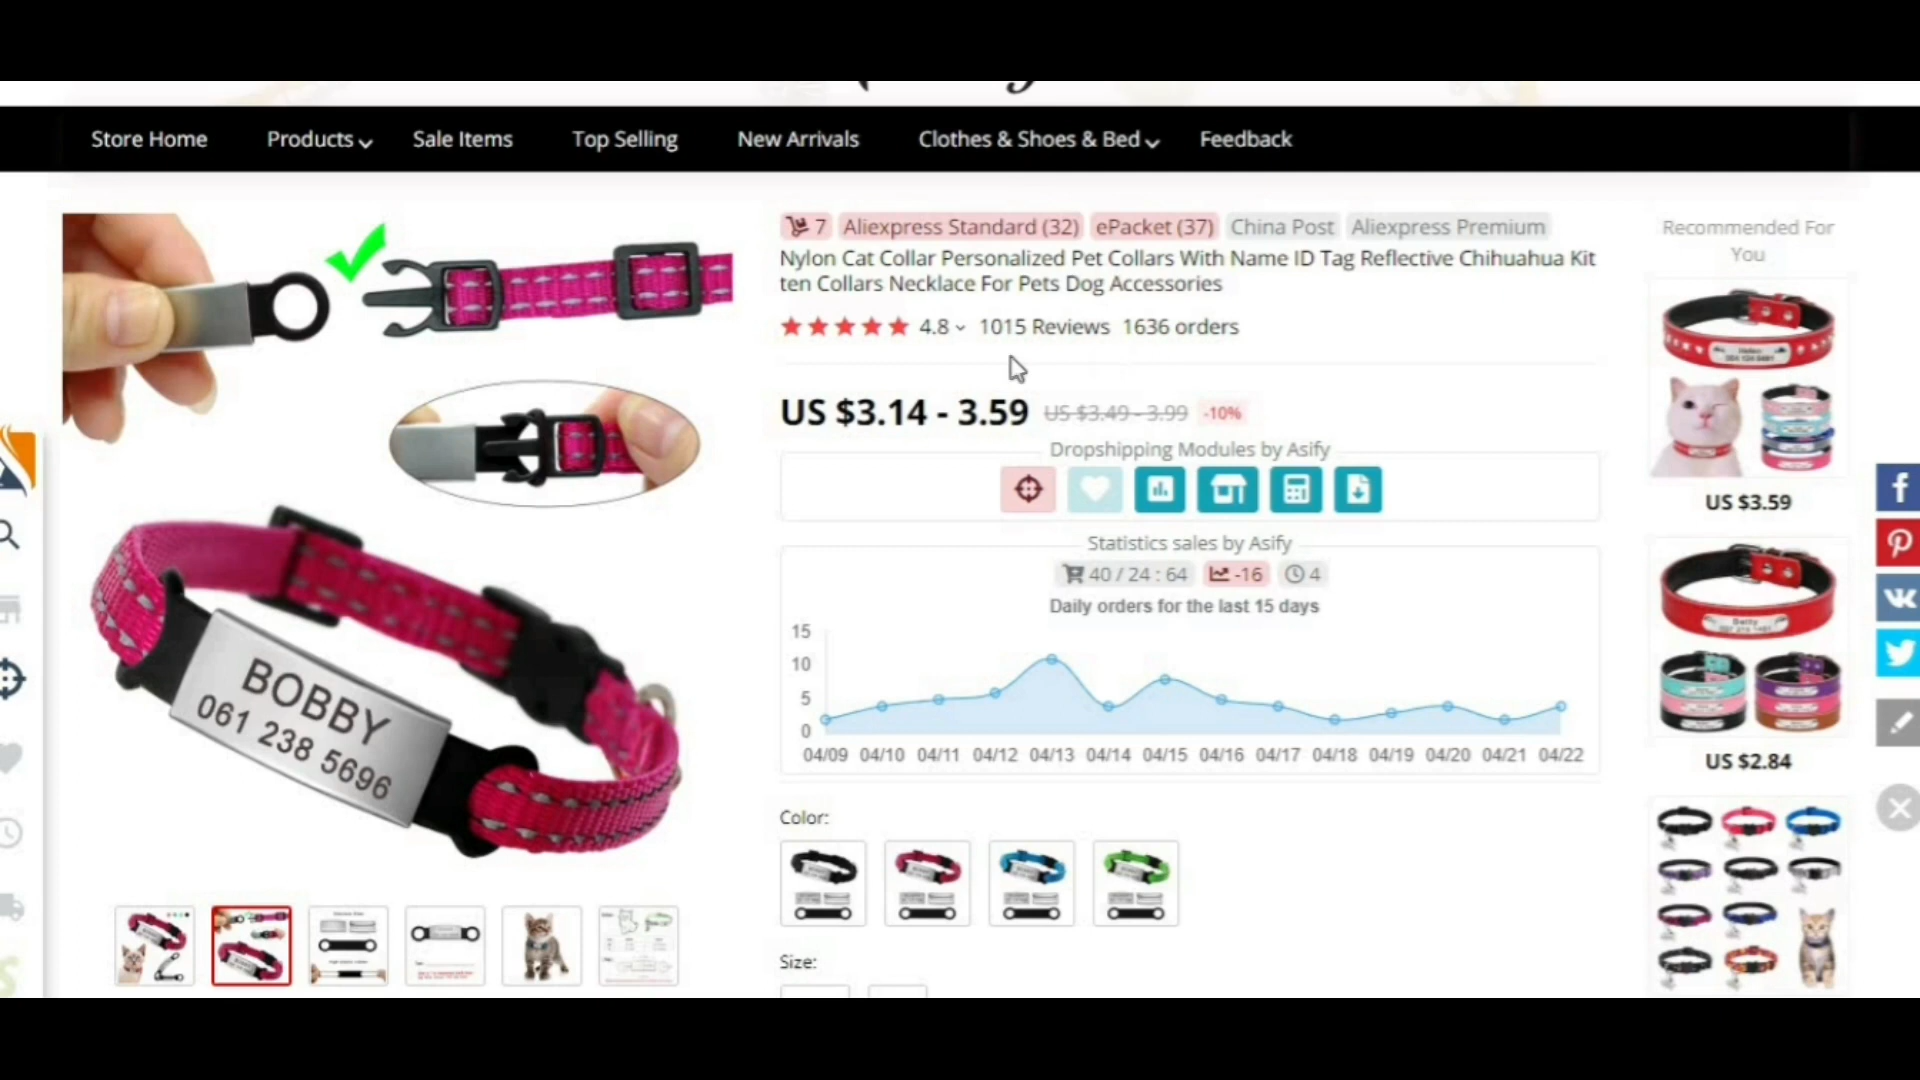 Store Home
Products
Sale Items
Top Selling
New Arrivals
Clothes & Shoes & Bed
Feedback
7
Aliexpress Standard (32)
ePacket (37)
China Post
Aliexpress Premium
Nylon Cat Collar Personalized Pet Collars With Name ID Tag Reflective Chihuahua Kit
ten Collars Necklace For Pets Dog Accessories
4.8
1015 Reviews
1636 orders
US $3.14 - 3.59
US $3.49 - 3.99
-10%
Dropshipping Modules by Asify
Statistics sales by Asify
40 / 24 : 64
-16
4
Daily orders for the last 15 days
15
10
5
0
04/09 04/10 04/11 04/12 04/13 04/14 04/15 04/16 04/17 04/18 04/19 04/20 04/21 04/22
Color:
Size:
BOBBY
061 238 5696
Recommended For
You
US $3.59
US $2.84